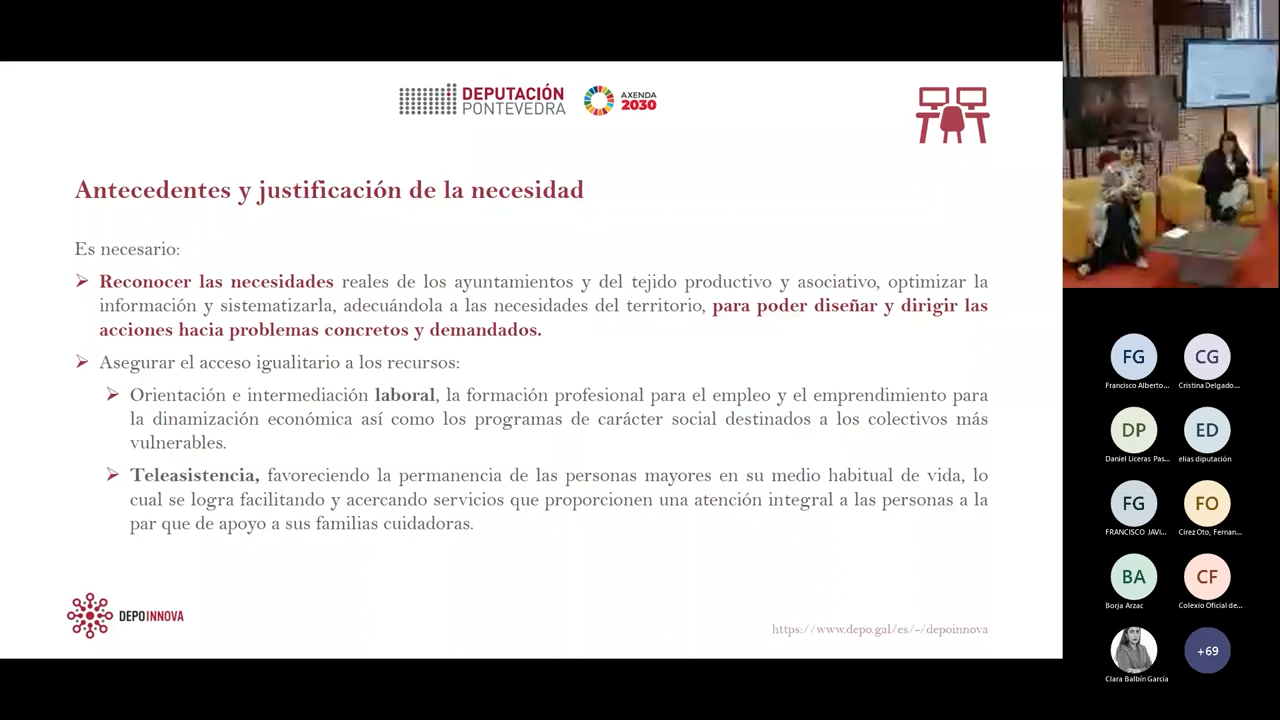 DEPUTACIÓN
PONTEVEDRA
AXENDA
2030
Antecedentes y justificación de la necesidad
Es necesario:
Reconocer las necesidades reales de los ayuntamientos y del tejido productivo y asociativo, optimizar la
información y sistematizarla, adecuándola a las necesidades del territorio, para poder diseñar y dirigir las
acciones hacia problemas concretos y demandados.
Asegurar el acceso igualitario a los recursos:
Orientación e intermediación laboral, la formación profesional para el empleo y el emprendimiento para
la dinamización económica así como los programas de carácter social destinados a los colectivos más
vulnerables.
Teleasistencia, favoreciendo la permanencia de las personas mayores en su medio habitual de vida, lo
cual se logra facilitando y acercando servicios que proporcionen una atención integral a las personas a la
par que de apoyo a sus familias cuidadoras.
DEPOINNOVA
https://www.depo.gal/es/-/depoinnova
FG
CG
Francisco Alberto...
Cristina Delgado...
DP
ED
Daniel Liceras Pas...
elias diputación
FG
FO
FRANCISCO JAVI...
Cirez Oto, Fernan...
BA
CF
Borja Arzac
Colexio Oficial de...
+69
Clara Balbín García